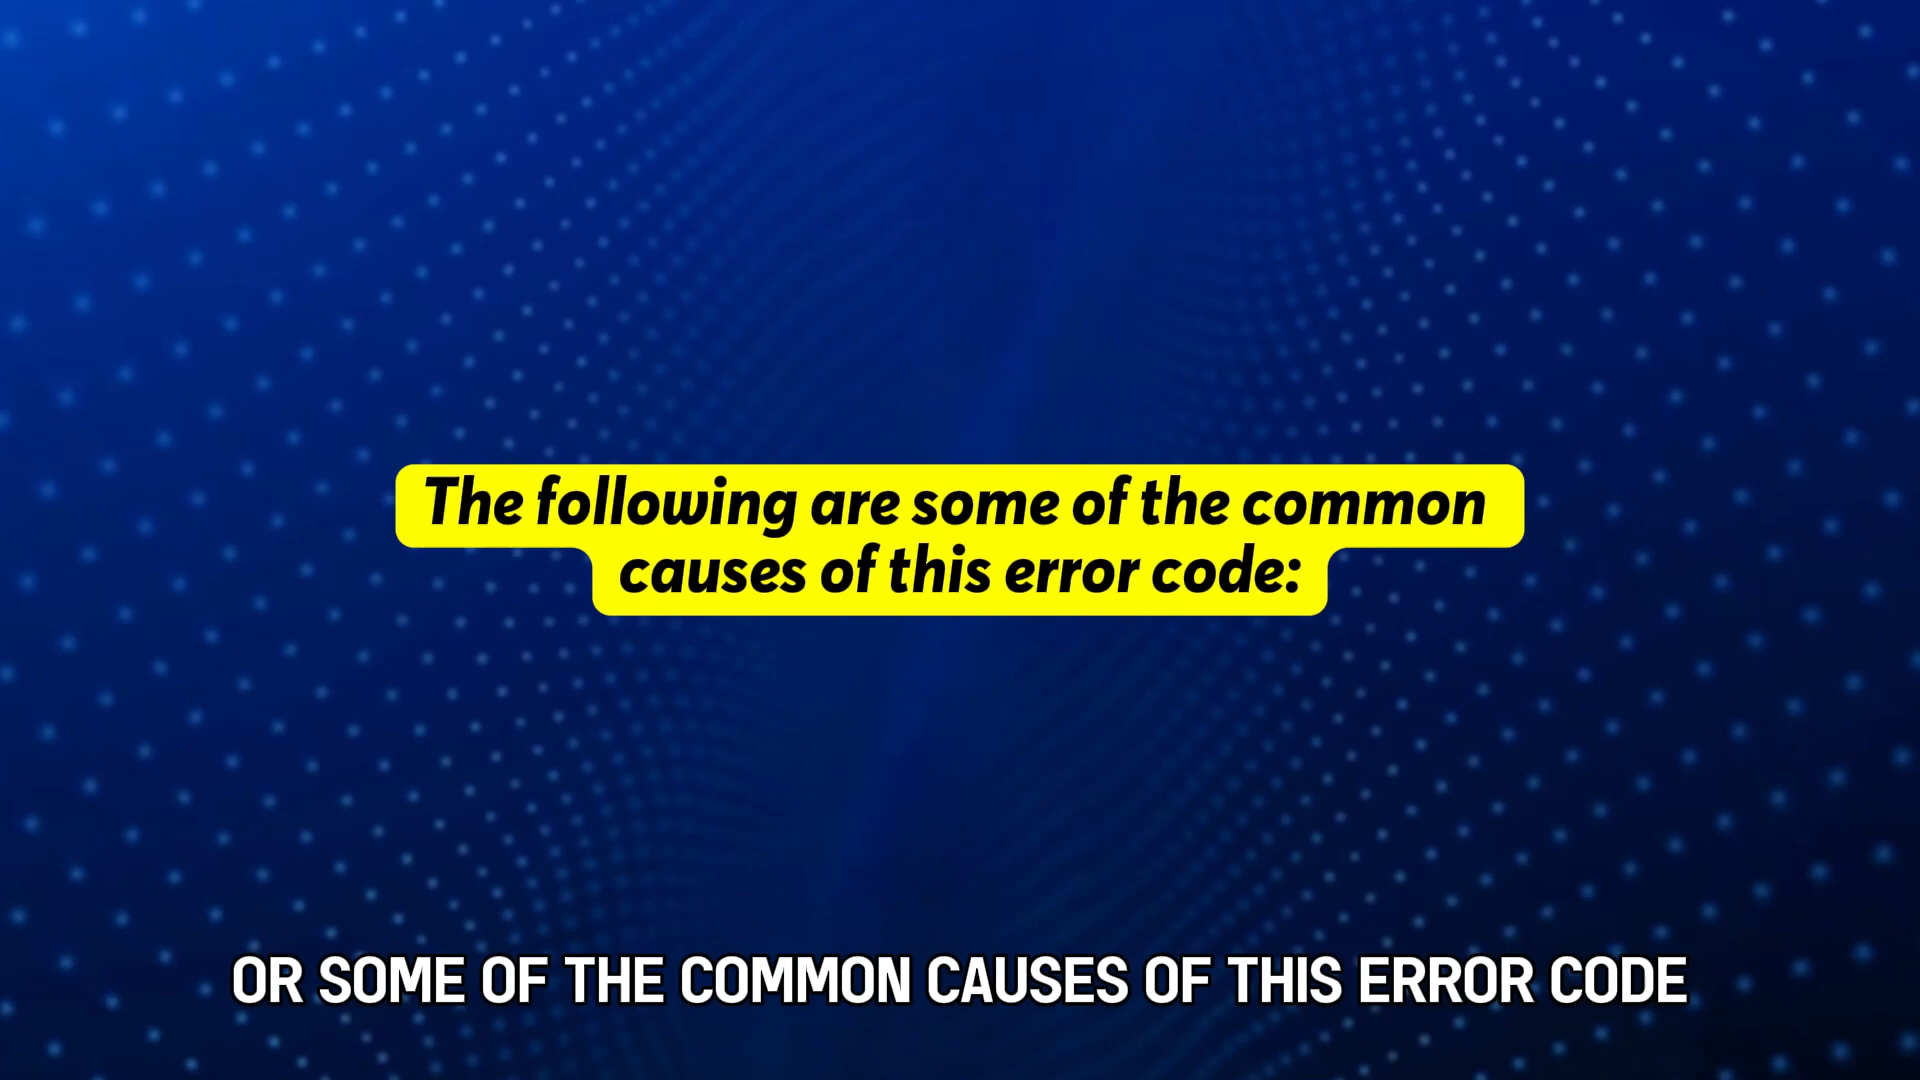 The following are some of the common
causes of this error code:
OR SOME OF THE COMMON CAUSES OF THIS ERROR CODE